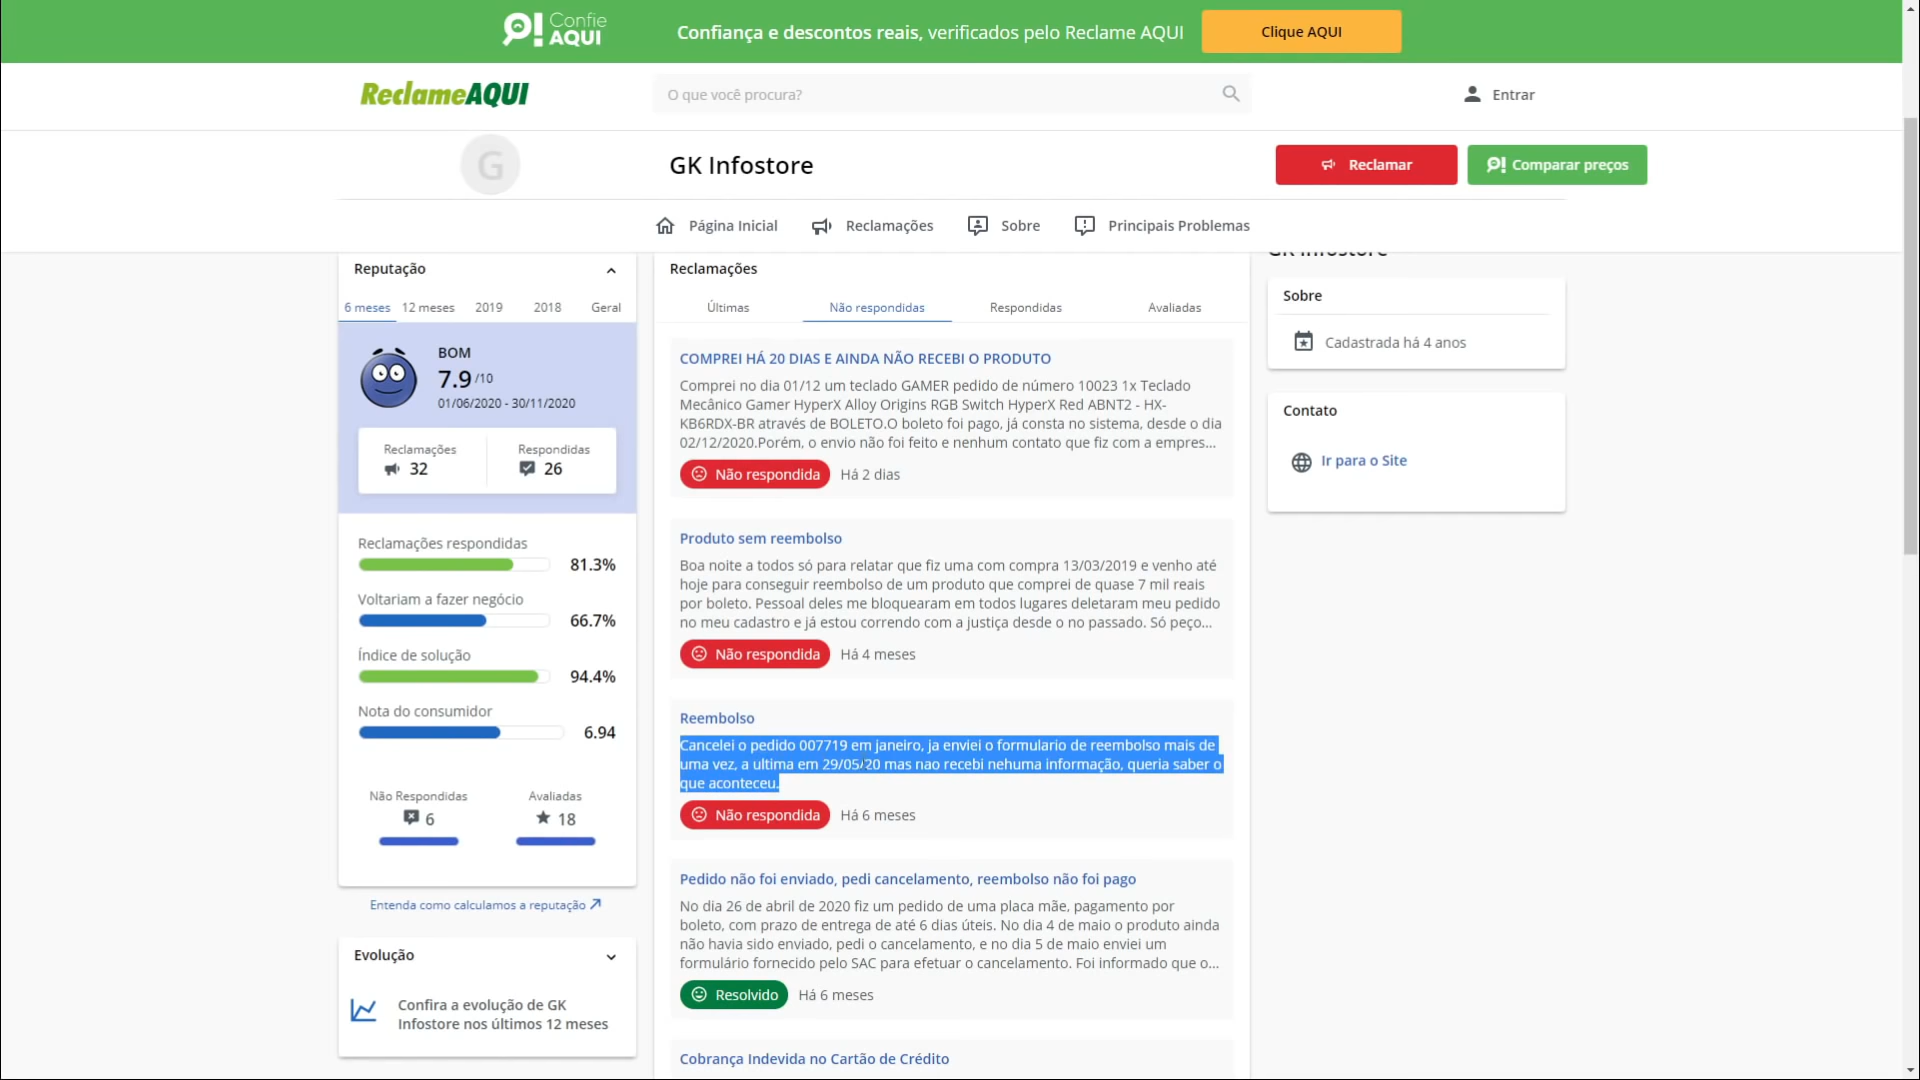 Confie
AQUI
Confiança e descontos reais, verificados pelo Reclame AQUI
Clique AQUI
ReclameAQUI
O que você procura?
Entrar
G
GK Infostore
Reclamar
Comparar preços
Página Inicial
Reclamações
Sobre
Principais Problemas
Reputação
6 meses
12 meses
2019
2018
Geral
BOM
7.9 /10
01/06/2020 - 30/11/2020
Reclamações
32
Respondidas
26
Reclamações respondidas
81.3%
Voltariam a fazer negócio
66.7%
Índice de solução
94.4%
Nota do consumidor
6.94
Não Respondidas
6
Avaliadas
18
Entenda como calculamos a reputação
Evolução
Confira a evolução de GK
Infostore nos últimos 12 meses
Reclamações
Últimas
Não respondidas
Respondidas
Avaliadas
COMPREI HÁ 20 DIAS E AINDA NÃO RECEBI O PRODUTO
Comprei no dia 01/12 um teclado GAMER pedido de número 10023 1x Teclado
Mecânico Gamer HyperX Alloy Origins RGB Switch HyperX Red ABNT2 - HX-
KB6RDX-BR através de BOLETO.O boleto foi pago, já consta no sistema, desde o dia
02/12/2020.Porém, o envio não foi feito e nenhum contato que fiz com a empres...
Não respondida
Há 2 dias
Produto sem reembolso
Boa noite a todos só para relatar que fiz uma com compra 13/03/2019 e venho até
hoje para conseguir reembolso de um produto que comprei de quase 7 mil reais
por boleto. Pessoal deles me bloquearam em todos lugares deletaram meu pedido
no meu cadastro e já estou correndo com a justiça desde o no passado. Só peço...
Não respondida
Há 4 meses
Reembolso
Cancelei o pedido 007719 em janeiro, ja enviei o formulario de reembolso mais de
uma vez, a ultima em 29/05/20 mas nao recebi nehuma informação, queria saber o
que aconteceu.
Não respondida
Há 6 meses
Pedido não foi enviado, pedi cancelamento, reembolso não foi pago
No dia 26 de abril de 2020 fiz um pedido de uma placa mãe, pagamento por
boleto, com prazo de entrega de até 6 dias úteis. No dia 4 de maio o produto ainda
não havia sido enviado, pedi o cancelamento, e no dia 5 de maio enviei um
formulário fornecido pelo SAC para efetuar o cancelamento. Foi informado que o...
Resolvido
Há 6 meses
Cobrança Indevida no Cartão de Crédito
GK Infostore
Sobre
Cadastrada há 4 anos
Contato
Ir para o Site